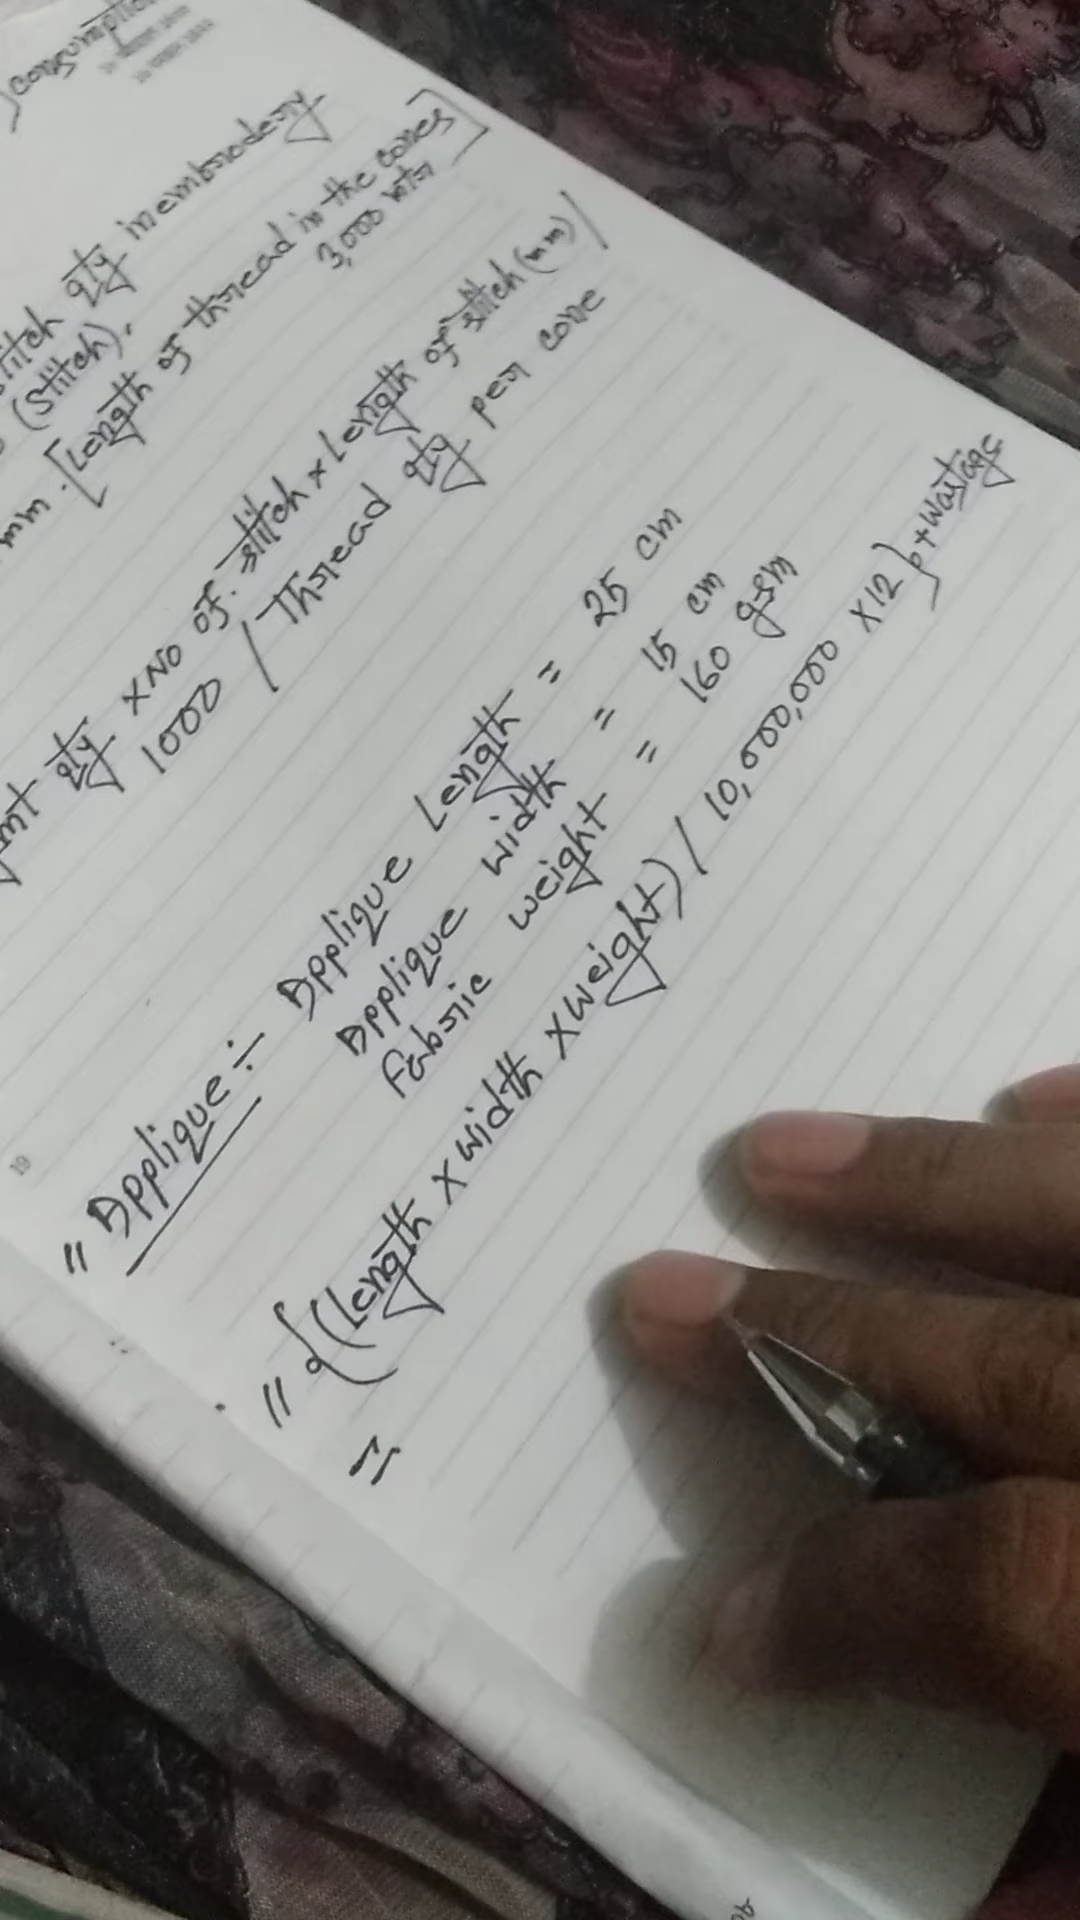 consumption
stitch qty in embrodery
(Stitch).
mm. [Length of thread in the cones]
3,000 mtr
qty × No of. stitch × Length of stitch (mm) /
1000 / Thread qty per cone
19
" Applique ÷ Applique Length = 25 cm
Applique width = 15 cm
Fabric weight = 160 gsm
" {(Length × width × weight) / 10,000,000 × 12} + wastage
=